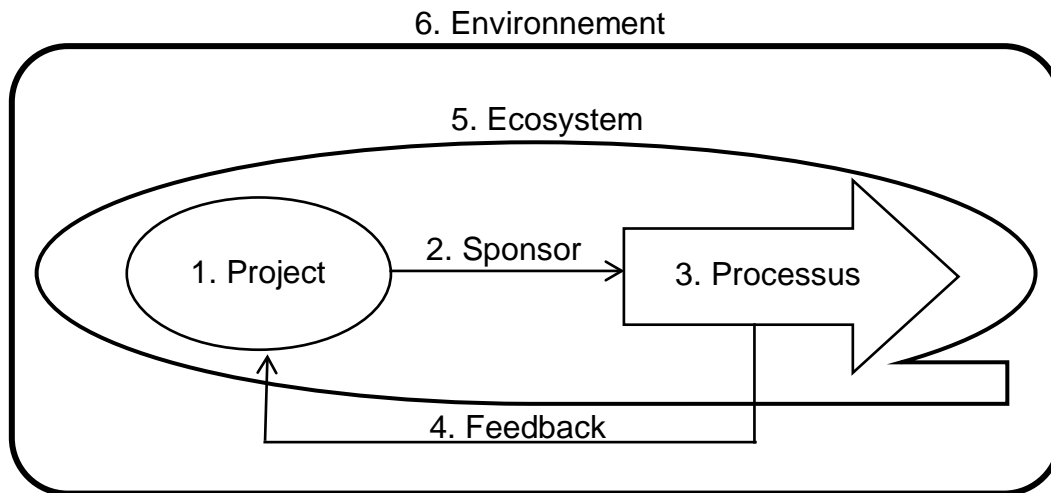 6. Environnement
5. Ecosystem
2. Sponsor
1. Project
3. Processus
4. Feedback